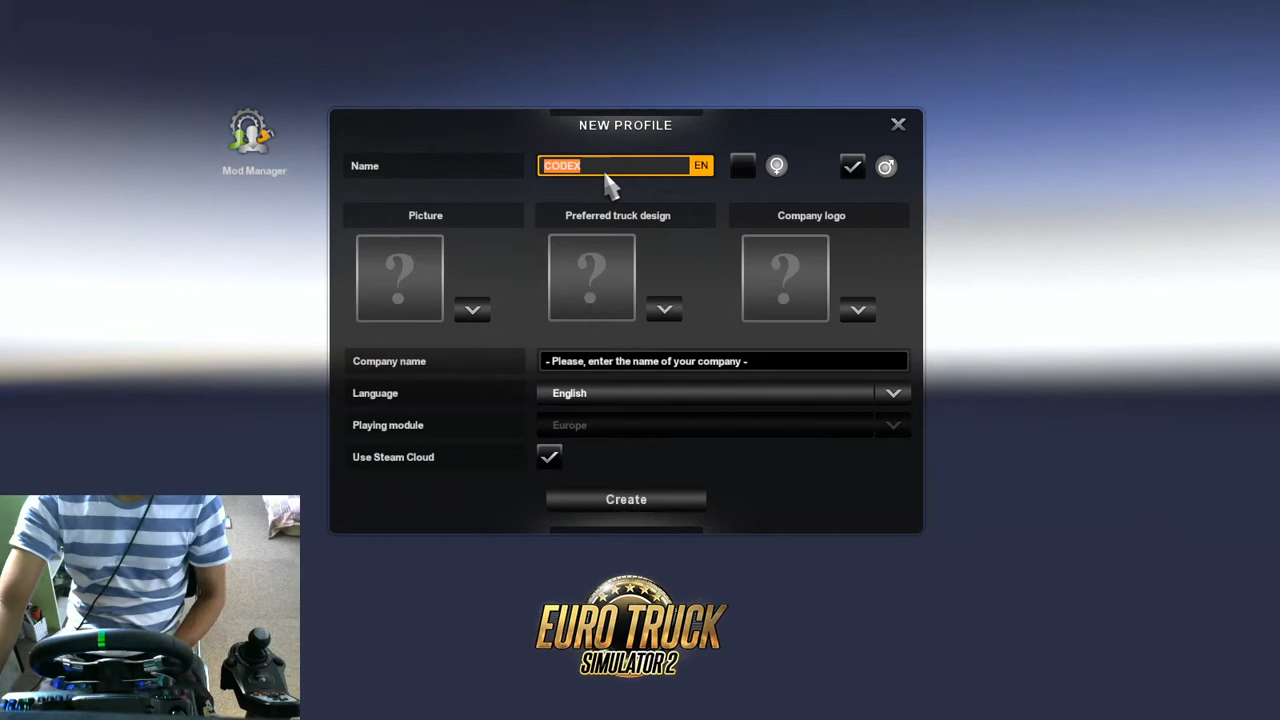 NEW PROFILE
Mod Manager
Name
CODEX
EN
Picture
Preferred truck design
Company logo
?
?
?
Company name
- Please, enter the name of your company -
Language
English
Playing module
Europe
Use Steam Cloud
Create
EURO TRUCK
SIMULATOR 2